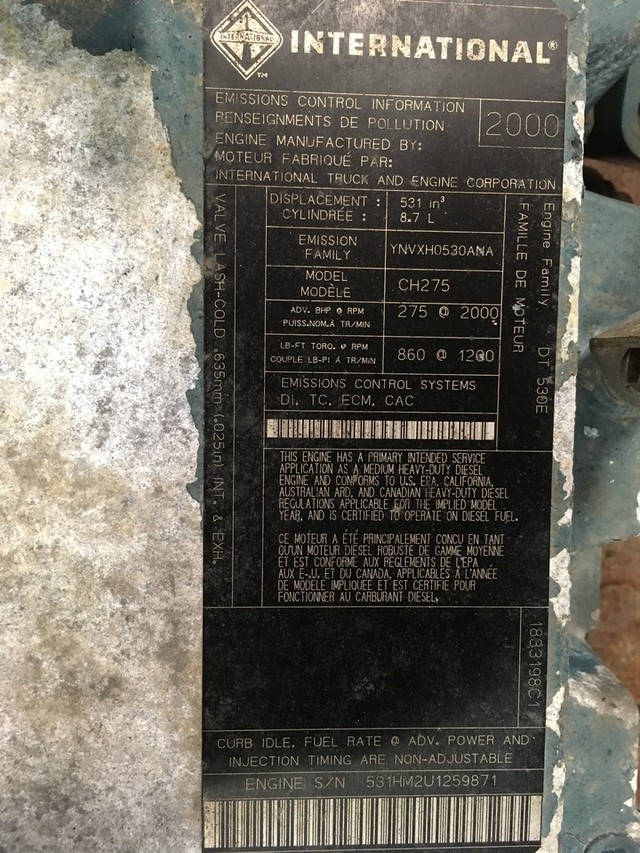 INTERNATIONAL
INTERNATIONAL®
™
EMISSIONS CONTROL INFORMATION
RENSEIGNMENTS DE POLLUTION
2000
ENGINE MANUFACTURED BY:
MOTEUR FABRIQUÉ PAR:
INTERNATIONAL TRUCK AND ENGINE CORPORATION
VALVE LASH-COLD .635mm (.025in) INT. & EXH.
DISPLACEMENT : 531 in³
CYLINDRÉE : 8.7 L
EMISSION FAMILY YNVXH0530ANA
MODEL
MODÈLE CH275
ADV. BHP @ RPM
PUISS.NOM.À TR/MIN 275 @ 2000
LB-FT TORQ. @ RPM
COUPLE LB-PI À TR/MIN 860 @ 1200
EMISSIONS CONTROL SYSTEMS
DI, TC, ECM, CAC
Engine Family DT 530E
FAMILLE DE MOTEUR
THIS ENGINE HAS A PRIMARY INTENDED SERVICE
APPLICATION AS A MEDIUM HEAVY-DUTY DIESEL
ENGINE AND CONFORMS TO U.S. EPA, CALIFORNIA,
AUSTRALIAN ARD, AND CANADIAN HEAVY-DUTY DIESEL
REGULATIONS APPLICABLE FOR THE IMPLIED MODEL
YEAR, AND IS CERTIFIED TO OPERATE ON DIESEL FUEL.
CE MOTEUR A ÉTÉ PRINCIPALEMENT CONCU EN TANT
QU'UN MOTEUR DIESEL ROBUSTE DE GAMME MOYENNE
ET EST CONFORME AUX REGLEMENTS DE L'EPA
AUX E.-U. ET DU CANADA, APPLICABLES À L'ANNÉE
DE MODÈLE IMPLIQUÉE ET EST CERTIFIÉ POUR
FONCTIONNER AU CARBURANT DIESEL.
1883198C1
CURB IDLE, FUEL RATE @ ADV. POWER AND
INJECTION TIMING ARE NON-ADJUSTABLE
ENGINE S/N 531HM2U1259871